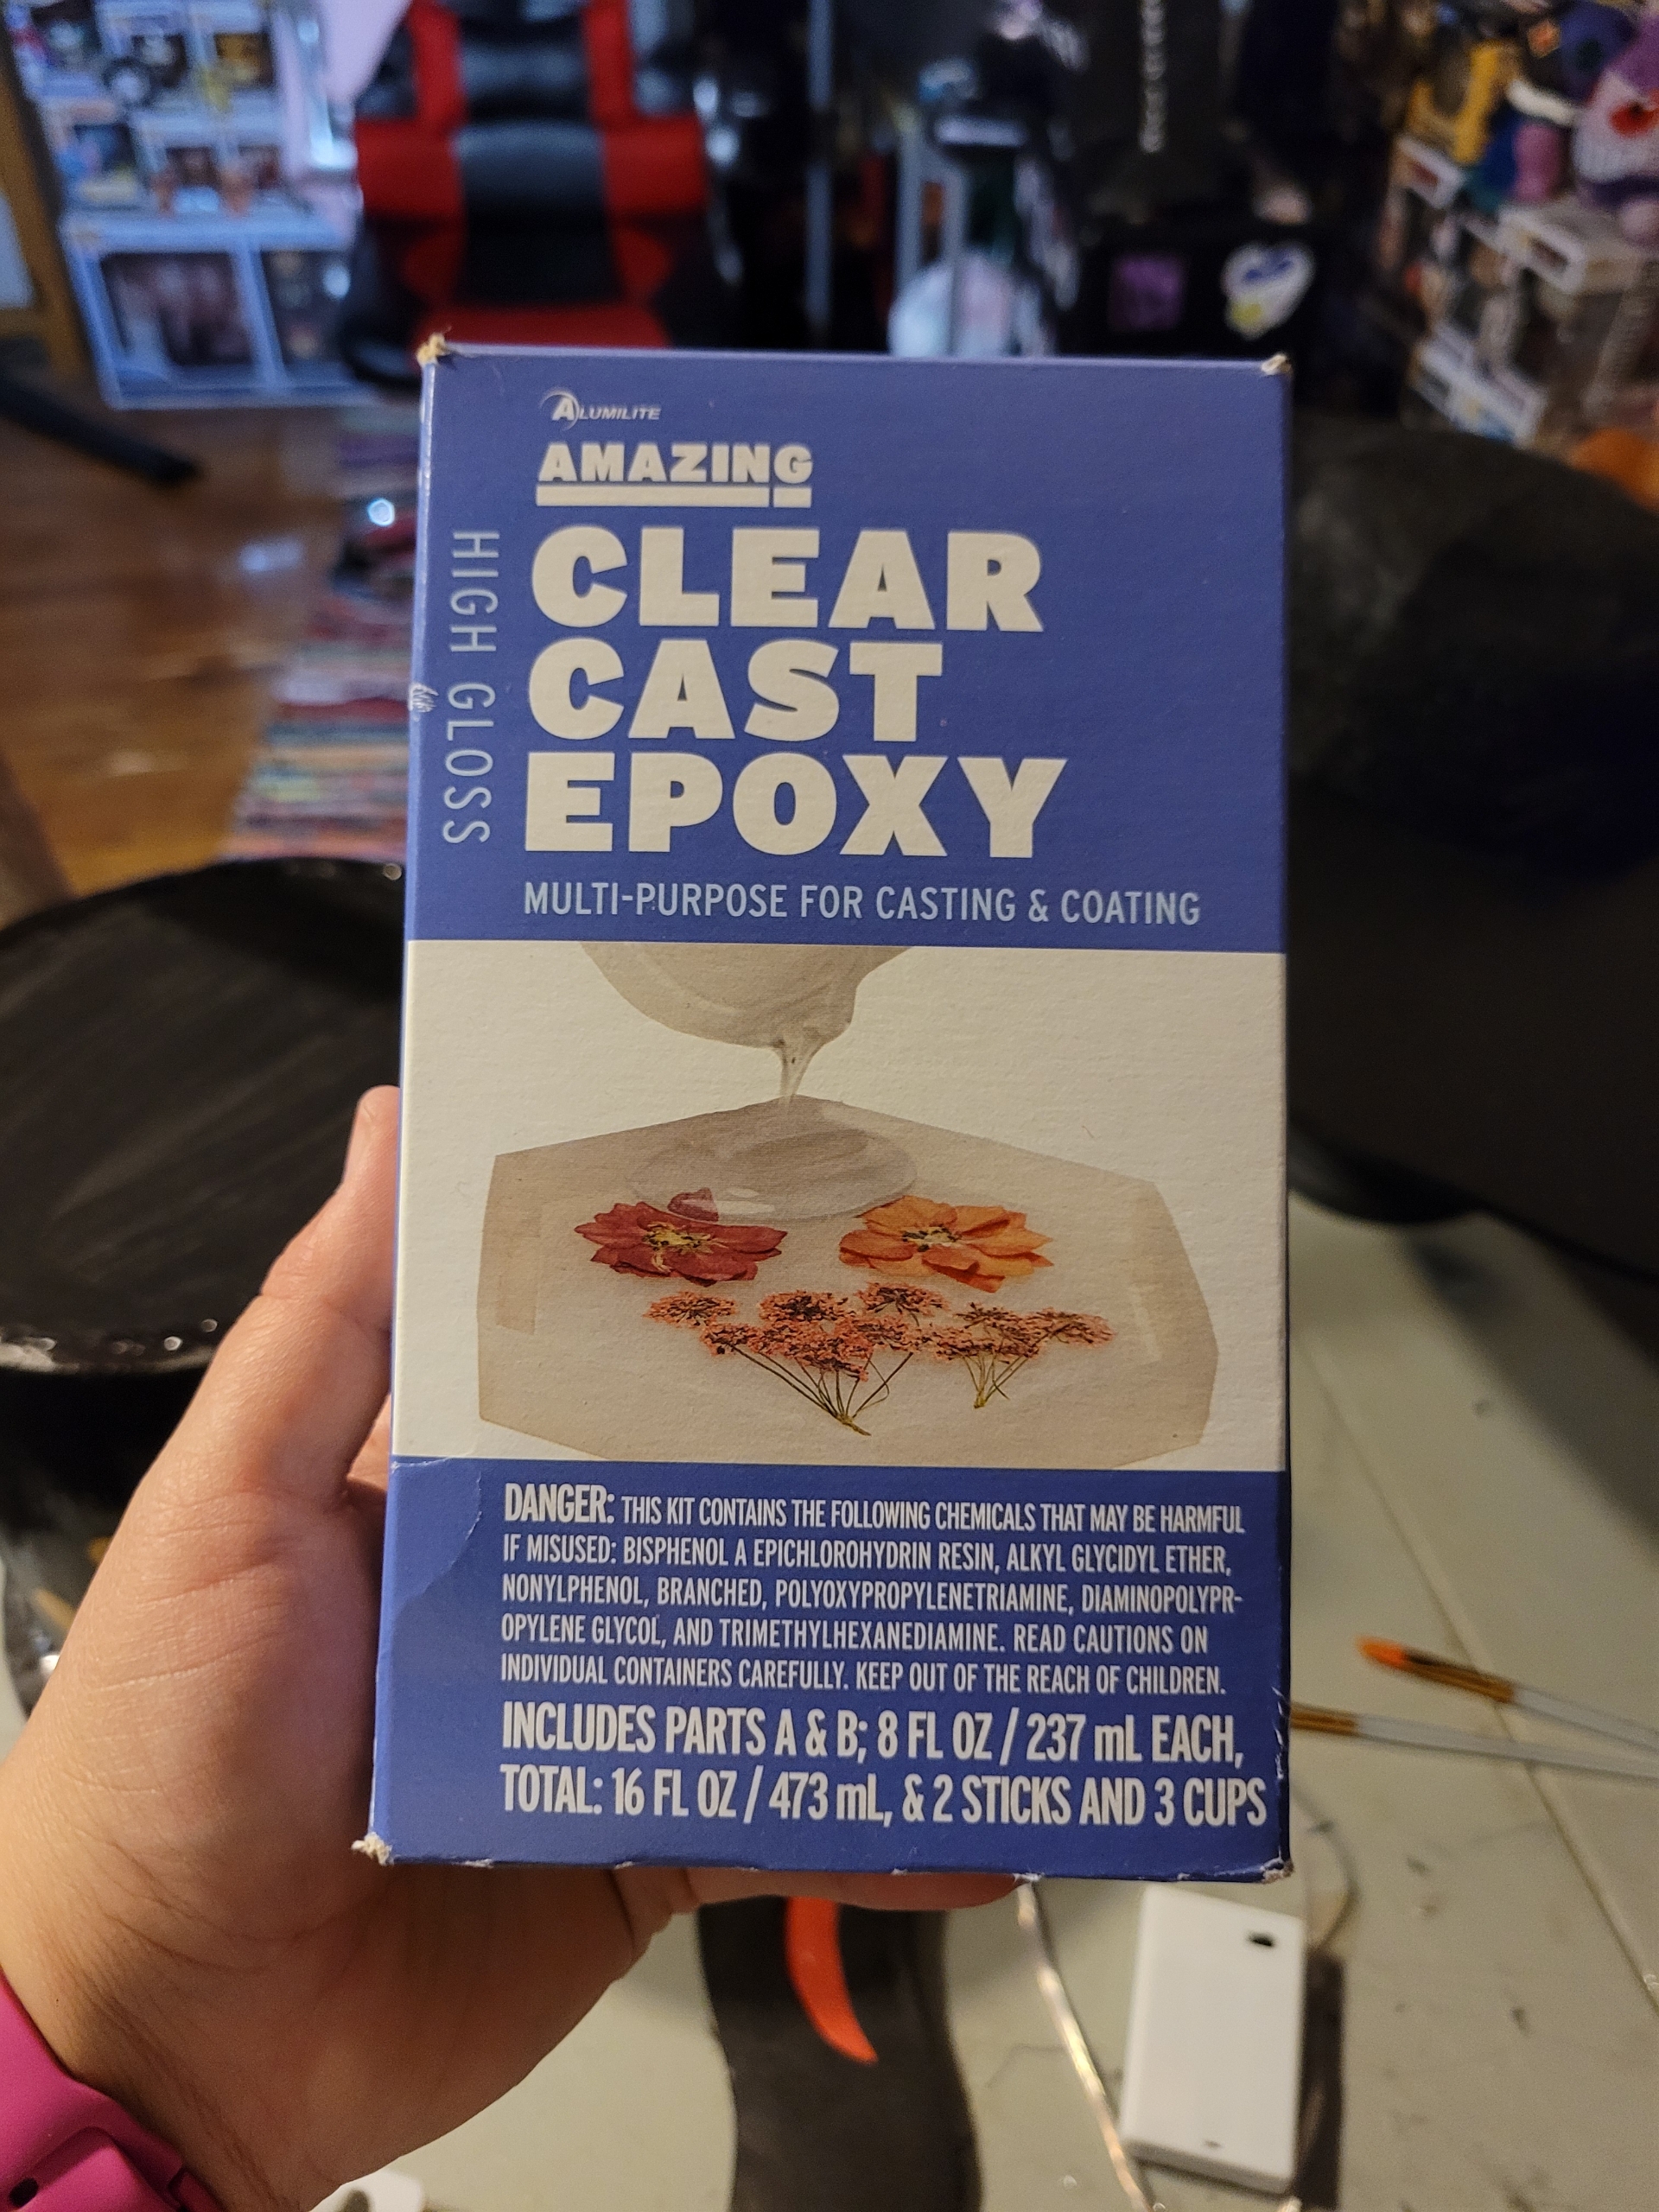 ALUMILITE
AMAZING
CLEAR
CAST
EPOXY
HIGH GLOSS
MULTI-PURPOSE FOR CASTING & COATING
DANGER: THIS KIT CONTAINS THE FOLLOWING CHEMICALS THAT MAY BE HARMFUL
IF MISUSED: BISPHENOL A EPICHLOROHYDRIN RESIN, ALKYL GLYCIDYL ETHER,
NONYLPHENOL, BRANCHED, POLYOXYPROPYLENETRIAMINE, DIAMINOPOLYPR-
OPYLENE GLYCOL, AND TRIMETHYLHEXANEDIAMINE. READ CAUTIONS ON
INDIVIDUAL CONTAINERS CAREFULLY. KEEP OUT OF THE REACH OF CHILDREN.
INCLUDES PARTS A & B; 8 FL OZ / 237 mL EACH,
TOTAL: 16 FL OZ / 473 mL, & 2 STICKS AND 3 CUPS